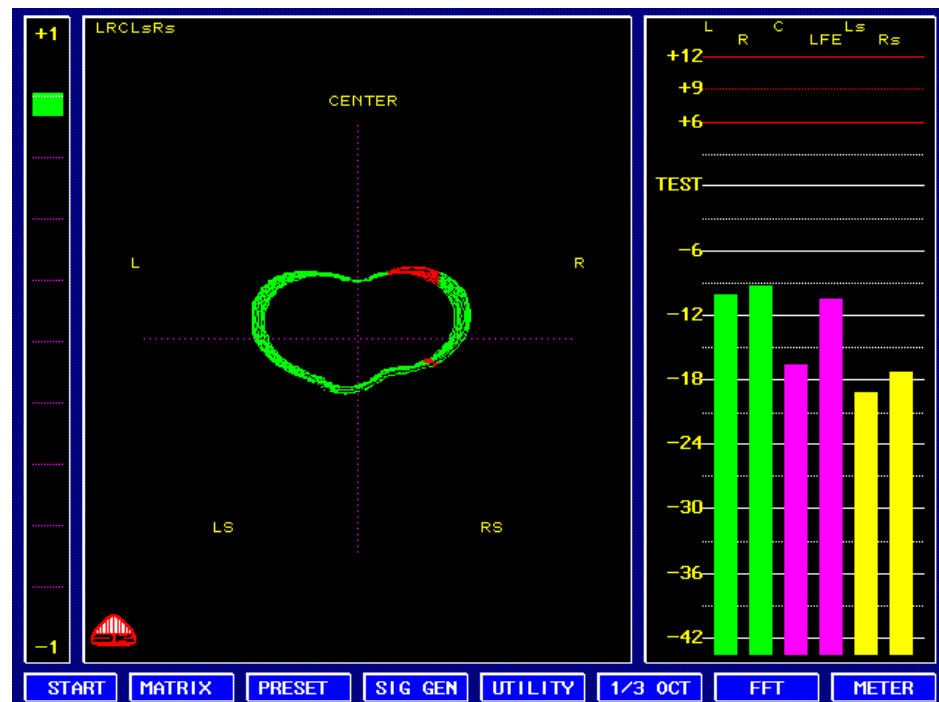 +1
-1
LRCLsRs
CENTER
L
R
LS
RS
DK
L R C LFE Ls Rs
+12
+9
+6
TEST
-6
-12
-18
-24
-30
-36
-42
START MATRIX PRESET SIG GEN UTILITY 1/3 OCT FFT METER